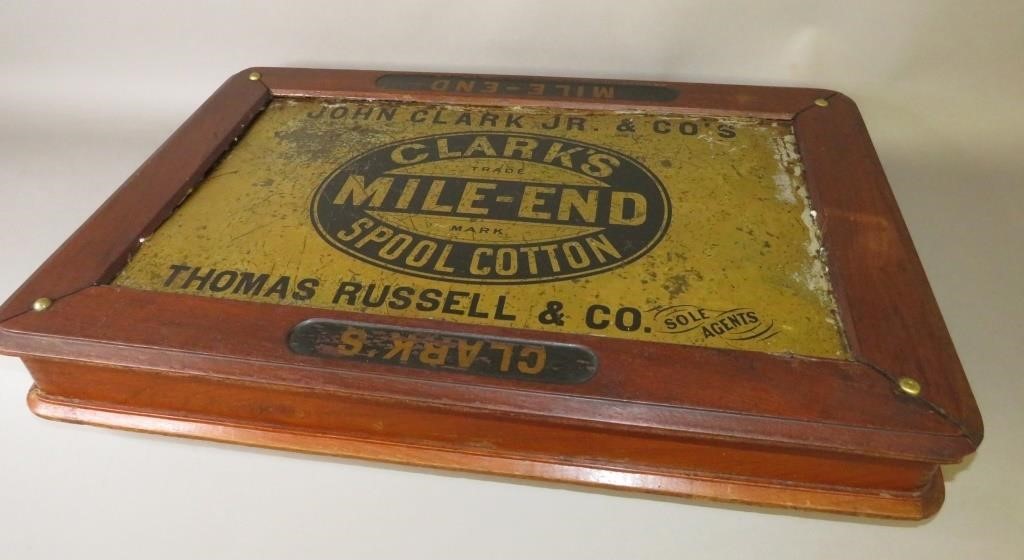 MILE-END
JOHN CLARK JR. & CO'S
CLARK'S
TRADE
MILE-END
MARK
SPOOL COTTON
THOMAS RUSSELL & CO.
SOLE
AGENTS
CLARK'S